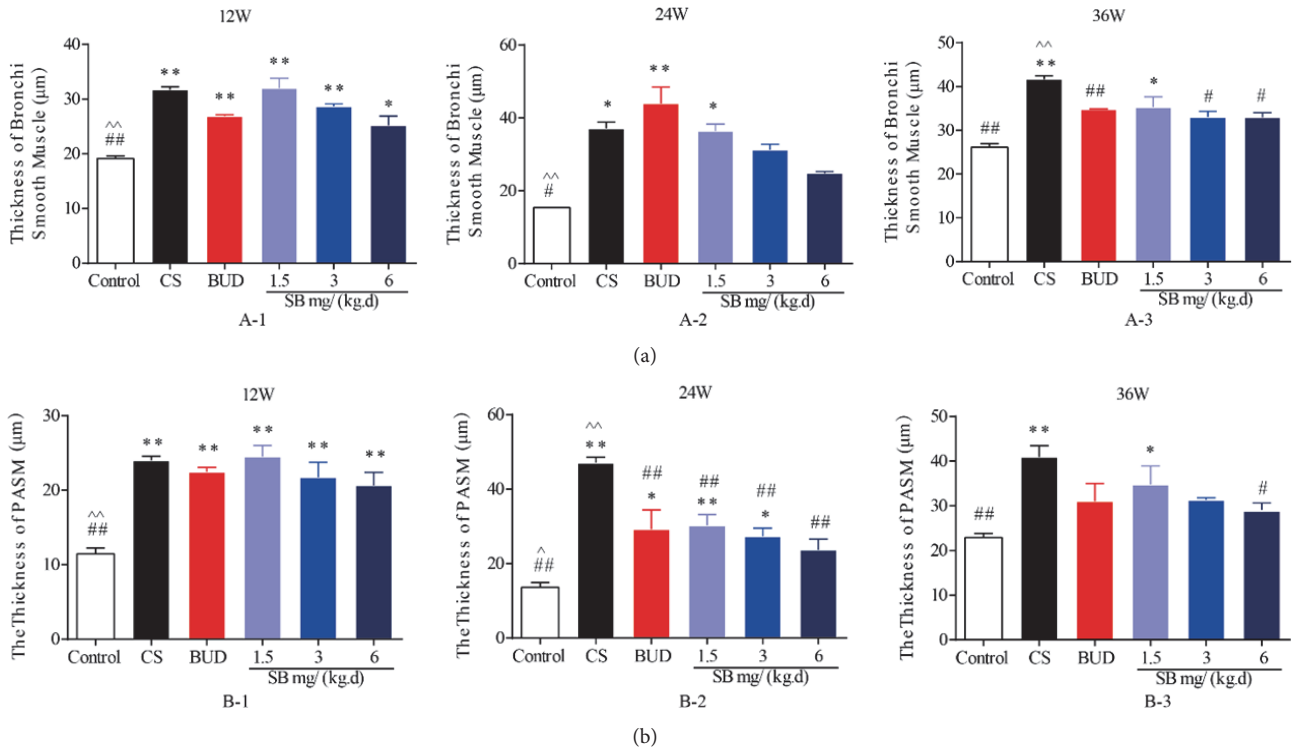 12W
Thickness of Bronchi
Smooth Muscle (μm)
40
30
20
10
0
^^
##
**
**
**
**
*
Control CS BUD 1.5 3 6
SB mg/ (kg.d)
A-1
24W
Thickness of Bronchi
Smooth Muscle (μm)
60
40
20
0
^^
#
*
**
*
Control CS BUD 1.5 3 6
SB mg/ (kg.d)
A-2
36W
Thickness of Bronchi
Smooth Muscle (μm)
50
40
30
20
10
0
##
^^
**
##
*
#
#
Control CS BUD 1.5 3 6
SB mg/ (kg.d)
A-3
(a)
12W
The Thickness of PASM (μm)
30
20
10
0
^^
##
**
**
**
**
**
Control CS BUD 1.5 3 6
SB mg/ (kg.d)
B-1
24W
The Thickness of PASM (μm)
60
40
20
0
^
##
^^
**
##
*
##
**
##
*
##
Control CS BUD 1.5 3 6
SB mg/ (kg.d)
B-2
36W
The Thickness of PASM (μm)
50
40
30
20
10
0
##
**
*
#
Control CS BUD 1.5 3 6
SB mg/ (kg.d)
B-3
(b)